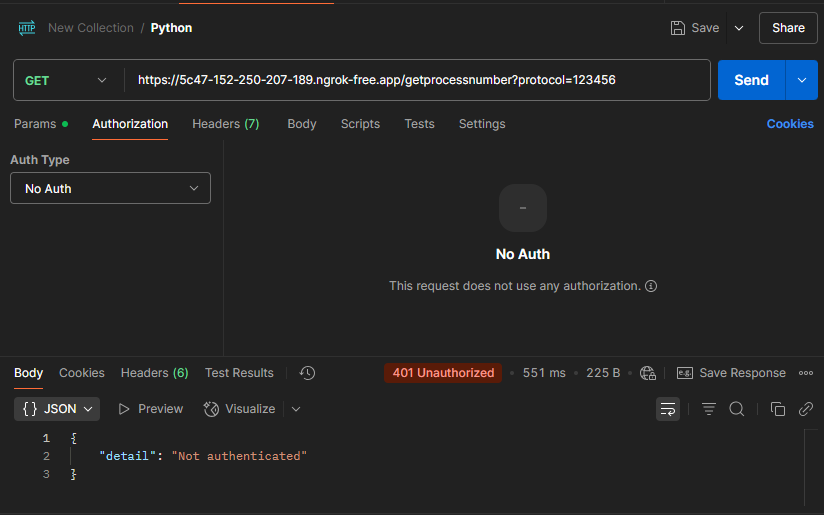 HTTP New Collection / Python Save Share
GET https://5c47-152-250-207-189.ngrok-free.app/getprocessnumber?protocol=123456 Send
Params Authorization Headers (7) Body Scripts Tests Settings Cookies
Auth Type
No Auth
No Auth
This request does not use any authorization.
Body Cookies Headers (6) Test Results 401 Unauthorized 551 ms 225 B e.g. Save Response
{} JSON Preview Visualize
1 {
2 "detail": "Not authenticated"
3 }